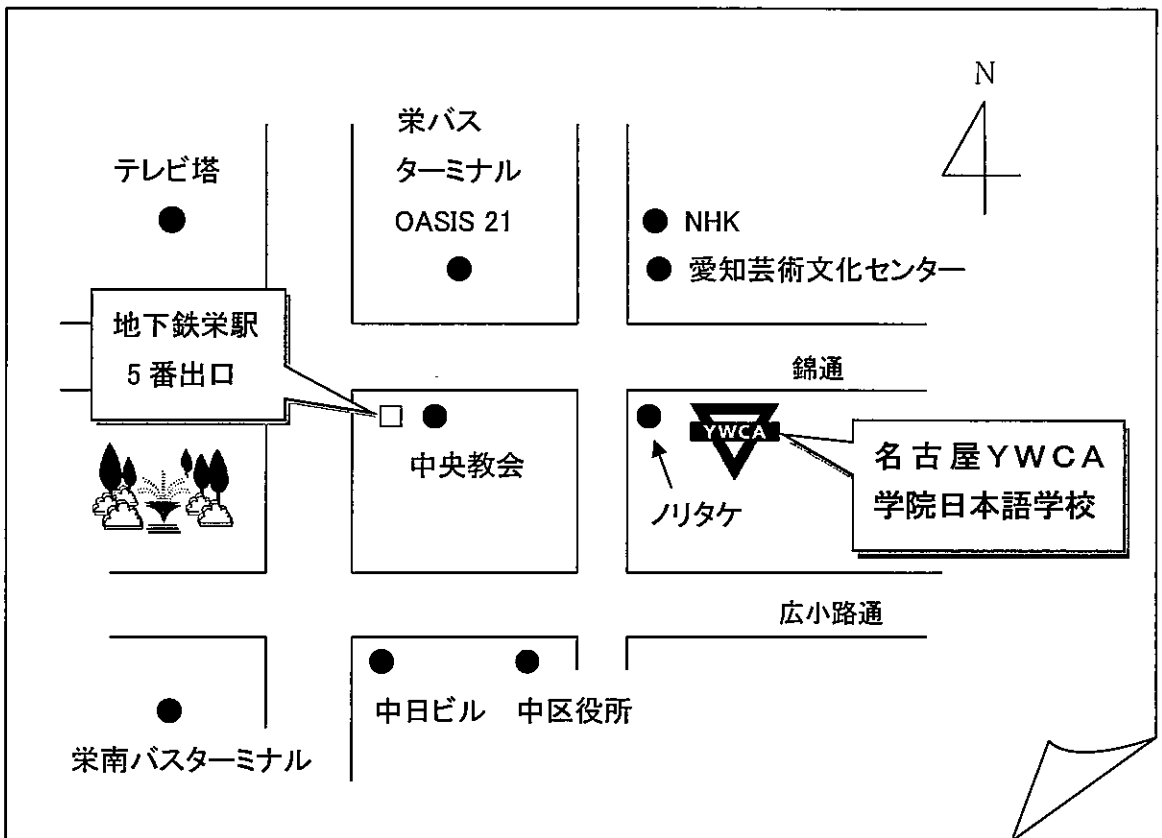 N
栄バス
ターミナル
OASIS 21
テレビ塔
NHK
愛知芸術文化センター
地下鉄栄駅
5番出口
錦通
中央教会
ノリタケ
YWCA
名古屋YWCA
学院日本語学校
広小路通
中日ビル
中区役所
栄南バスターミナル